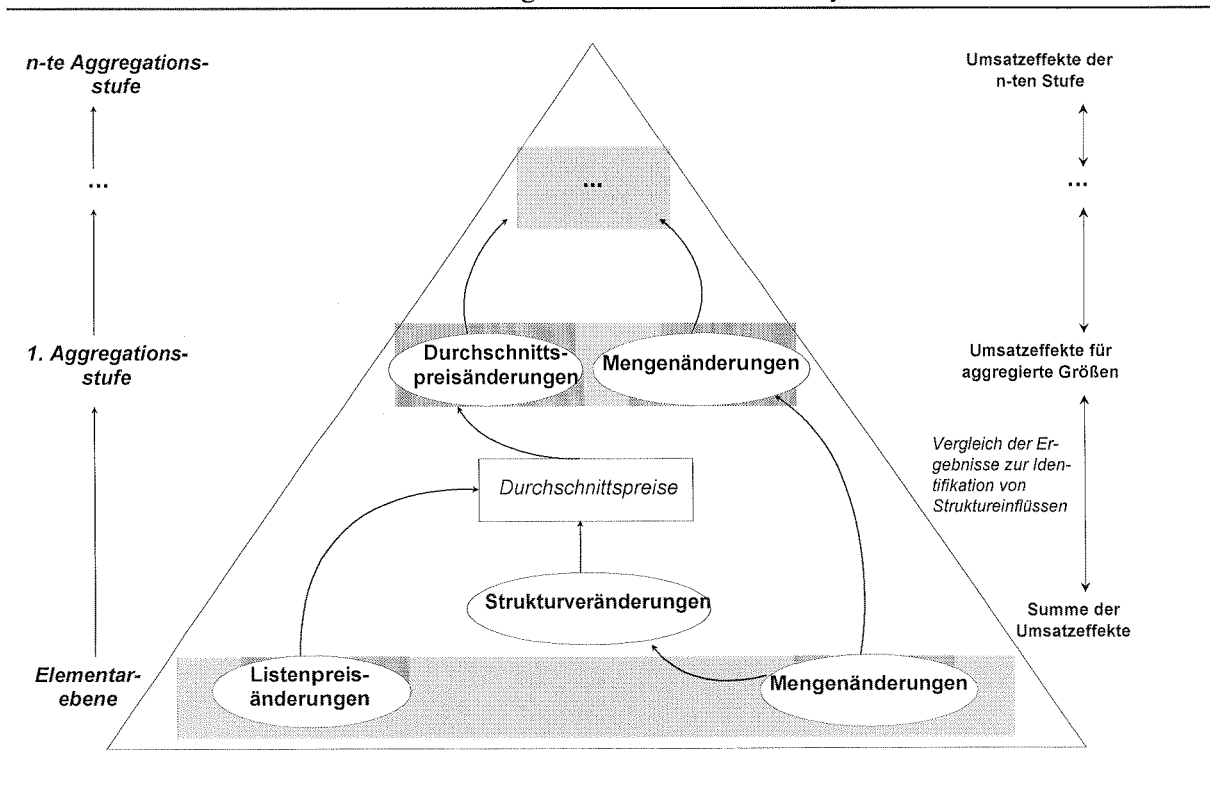 n-te Aggregations-
stufe
Umsatzeffekte der
n-ten Stufe
...
...
...
1. Aggregations-
stufe
Durchschnitts-
preisänderungen
Mengenänderungen
Umsatzeffekte für
aggregierte Größen
Vergleich der Er-
gebnisse zur Iden-
tifikation von
Struktureinflüssen
Durchschnittspreise
Strukturveränderungen
Summe der
Umsatzeffekte
Elementar-
ebene
Listenpreis-
änderungen
Mengenänderungen